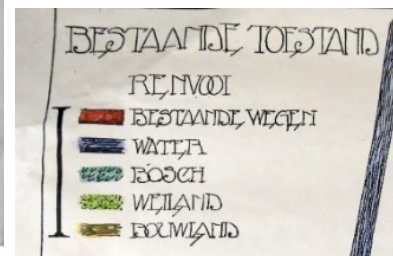 BESTAANDE TOESTAND
RENVOOI
BESTAANDE WEGEN
WATER
BOSCH
WEILAND
BOUWLAND